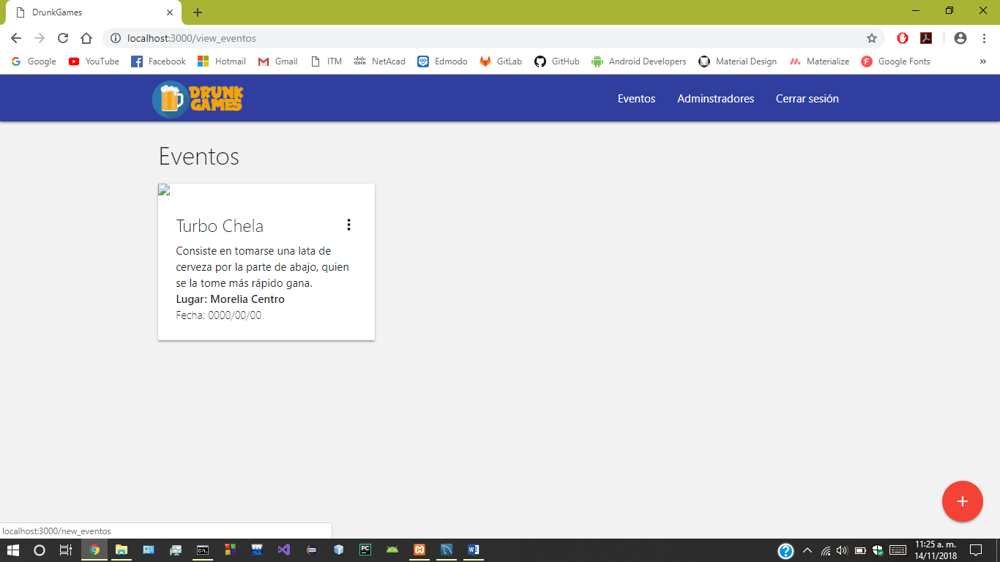 DrunkGames
localhost:3000/view_eventos
Google YouTube Facebook Hotmail Gmail ITM NetAcad Edmodo GitLab GitHub Android Developers Material Design Materialize Google Fonts »
DRUNK
GAMES
Eventos Adminstradores Cerrar sesión
Eventos
Turbo Chela
Consiste en tomarse una lata de
cerveza por la parte de abajo, quien
se la tome más rápido gana.
Lugar: Morelia Centro
Fecha: 0000/00/00
localhost:3000/new_eventos
11:25 a. m.
14/11/2018